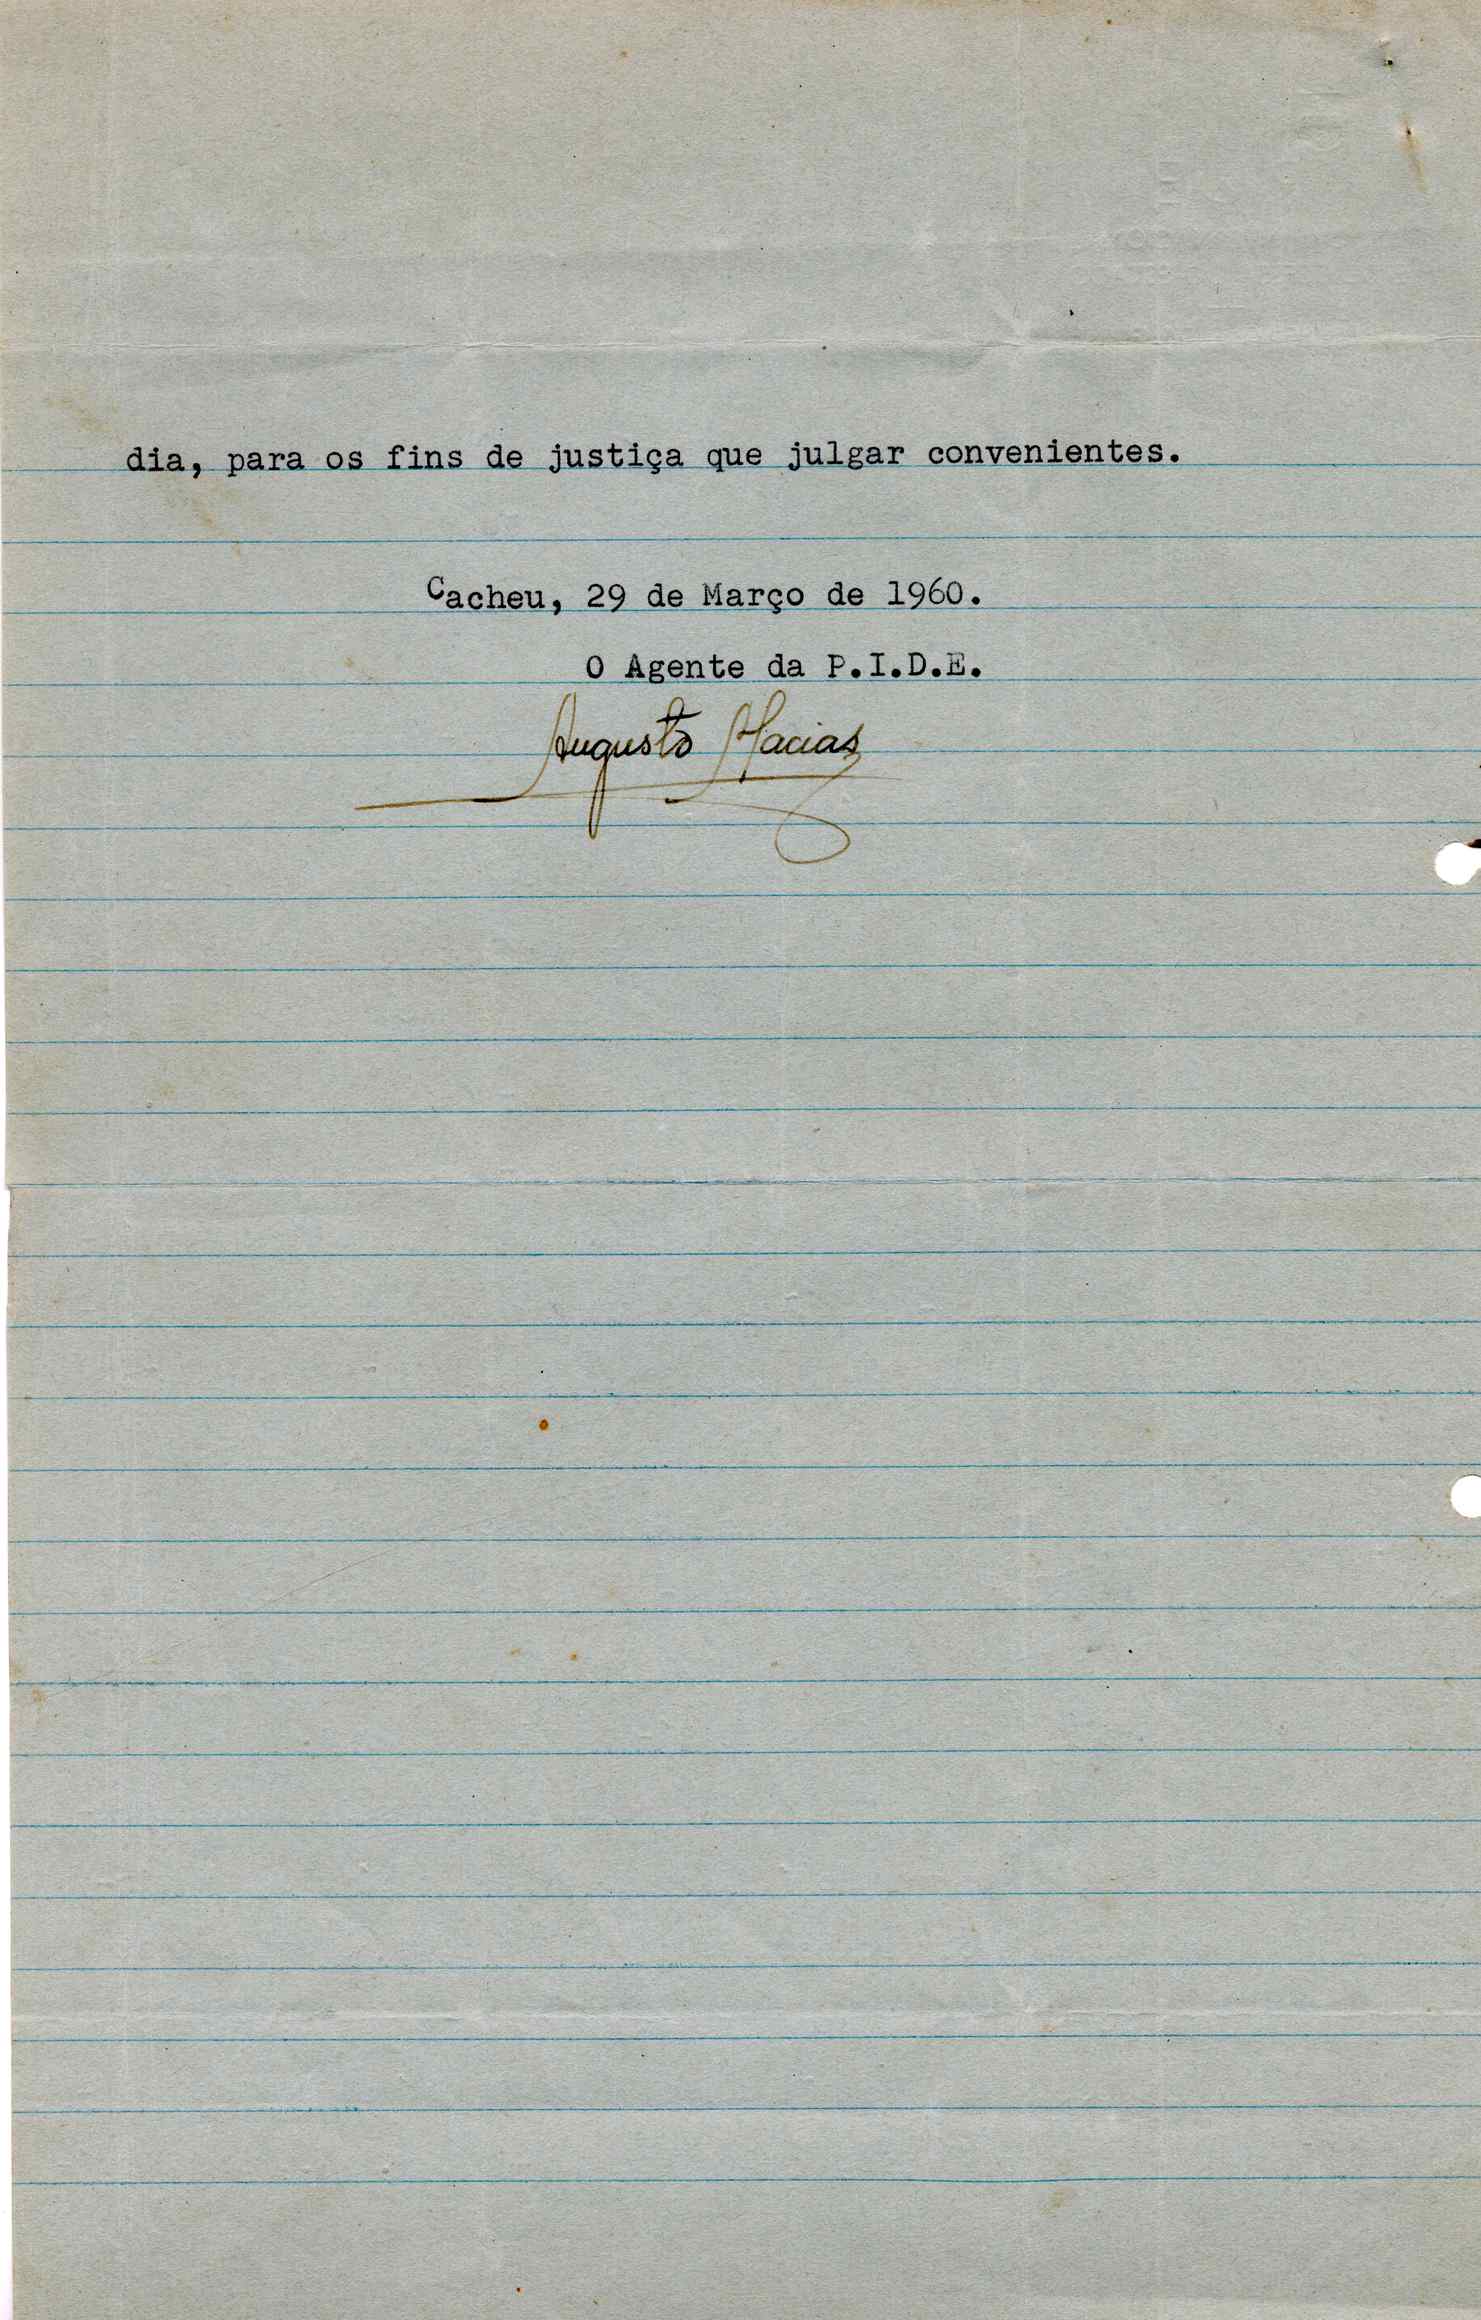 dia, para os fins de justiça que julgar convenientes.
Cacheu, 29 de Março de 1960.
O Agente da P.I.D.E.
Augusto Macias